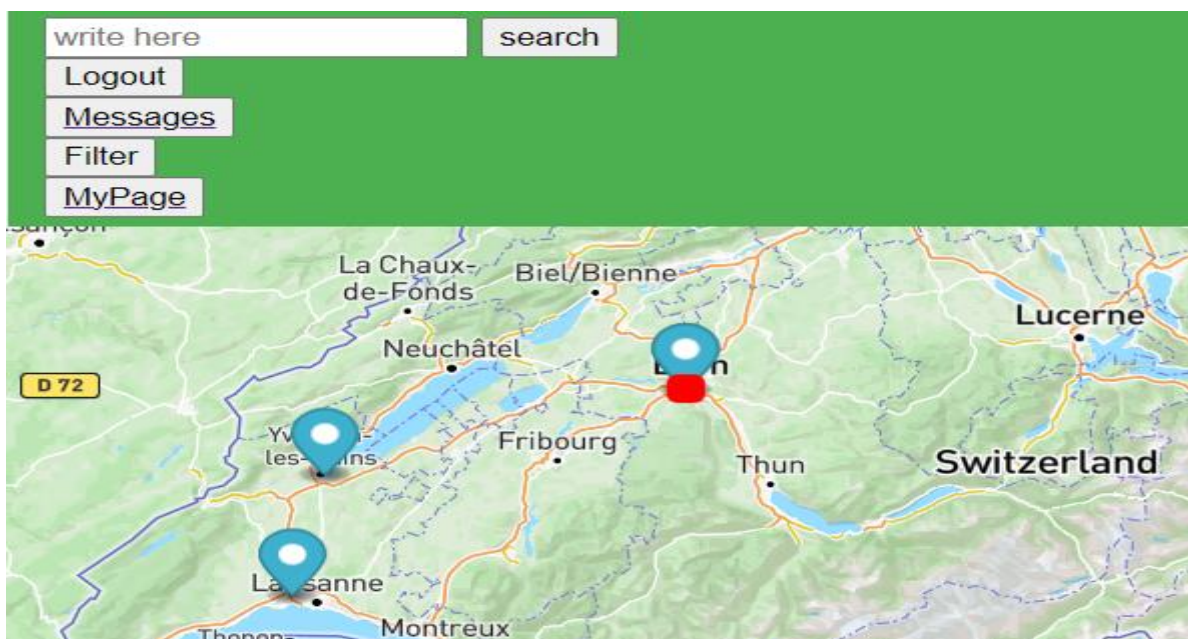 write here search
Logout
Messages
Filter
MyPage
La Chaux-
de-Fonds
Biel/Bienne
Lucerne
Neuchâtel
D 72
les-
Fribourg
Thun
Switzerland
Montreux